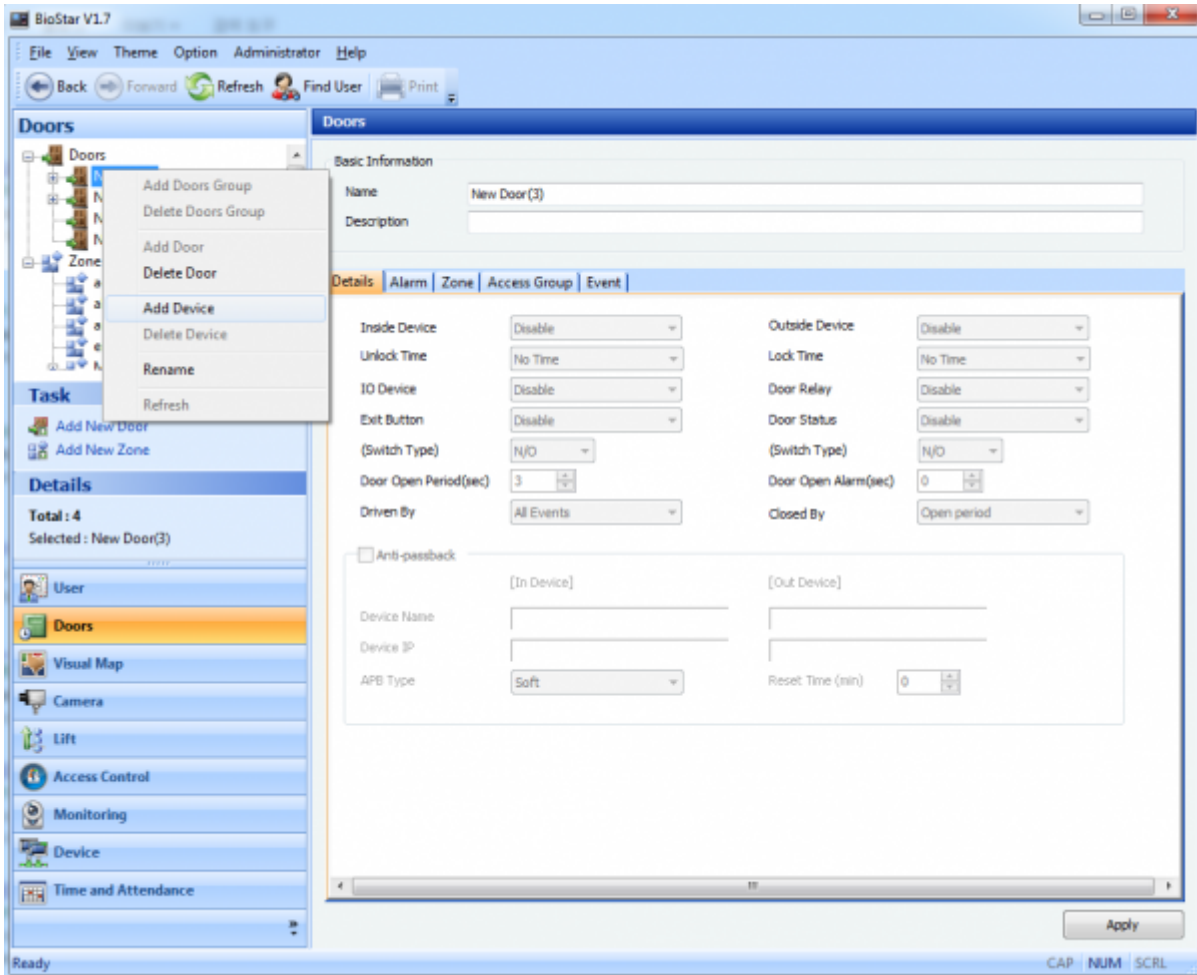 BioStar V1.7
File View Theme Option Administrator Help
Back Forward Refresh Find User Print
Doors
Doors
N
N
N
N
Zone
a
a
a
e
Add Doors Group
Delete Doors Group
Add Door
Delete Door
Add Device
Delete Device
Rename
Refresh
Task
Add New Door
Add New Zone
Details
Total : 4
Selected : New Door(3)
User
Doors
Visual Map
Camera
Lift
Access Control
Monitoring
Device
Time and Attendance
Ready
Doors
Basic Information
Name New Door(3)
Description
Details Alarm Zone Access Group Event
Inside Device Disable Outside Device Disable
Unlock Time No Time Lock Time No Time
IO Device Disable Door Relay Disable
Exit Button Disable Door Status Disable
(Switch Type) N/O (Switch Type) N/O
Door Open Period(sec) 3 Door Open Alarm(sec) 0
Driven By All Events Closed By Open period
Anti-passback
[In Device] [Out Device]
Device Name
Device IP
APB Type Soft Reset Time (min) 0
Apply
CAP NUM SCRL